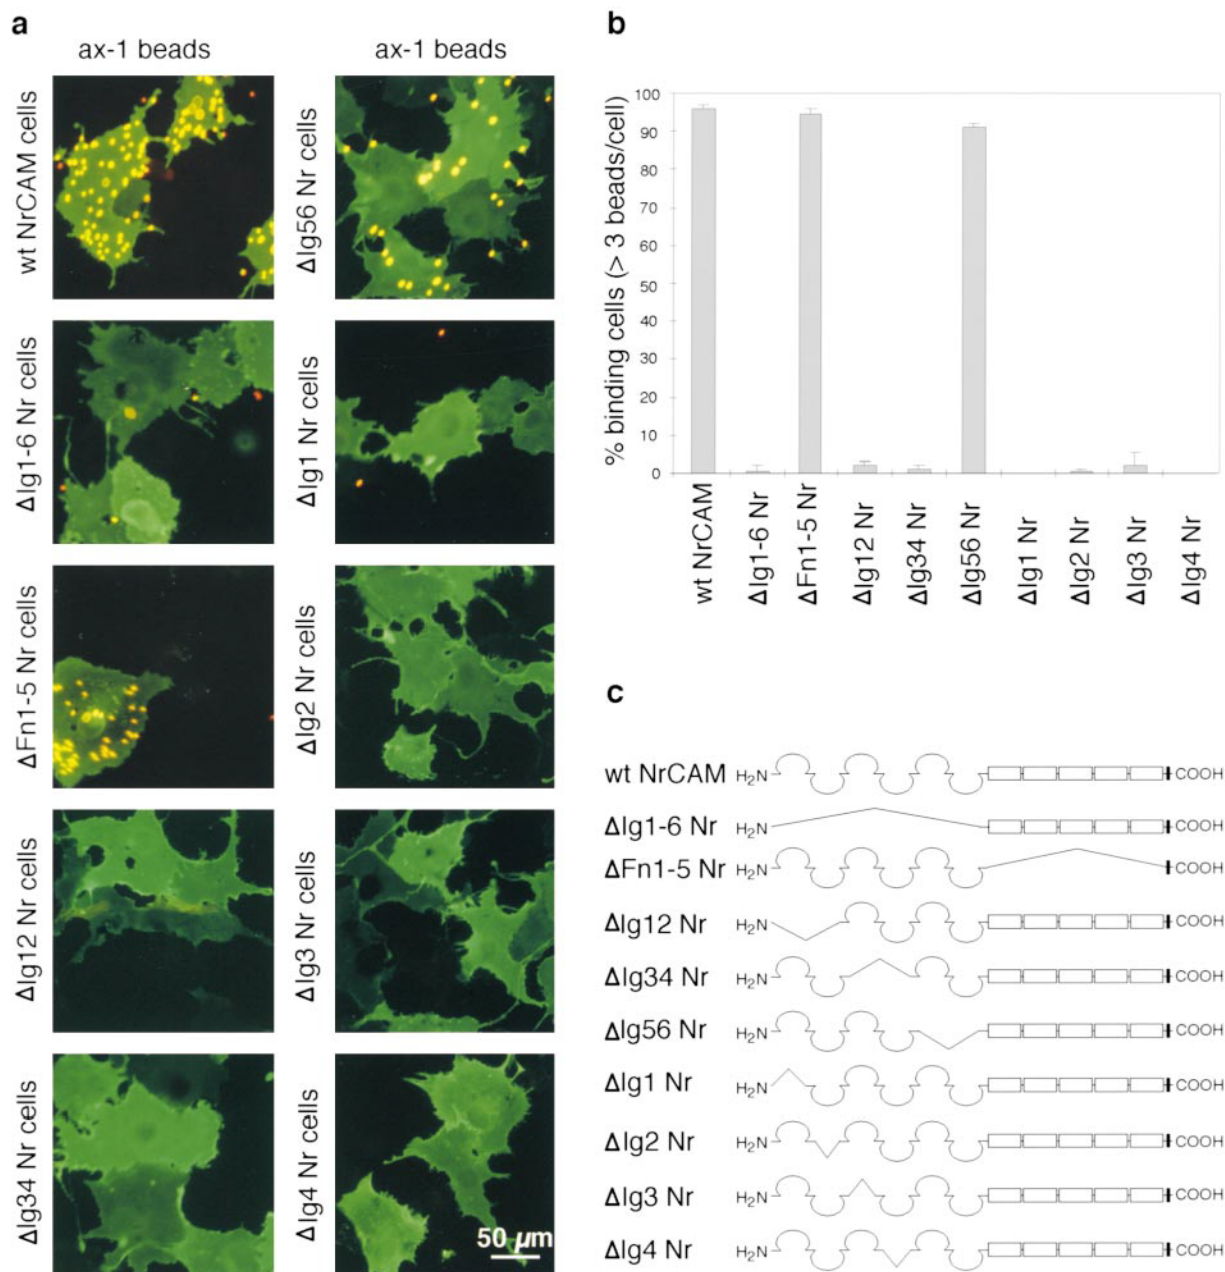 a
ax-1 beads
ax-1 beads
wt NrCAM cells
ΔIg56 Nr cells
ΔIg1-6 Nr cells
ΔIg1 Nr cells
ΔFn1-5 Nr cells
ΔIg2 Nr cells
ΔIg12 Nr cells
ΔIg3 Nr cells
ΔIg34 Nr cells
ΔIg4 Nr cells
50 µm
b
% binding cells (> 3 beads/cell)
100
90
80
70
60
50
40
30
20
10
0
wt NrCAM
ΔIg1-6 Nr
ΔFn1-5 Nr
ΔIg12 Nr
ΔIg34 Nr
ΔIg56 Nr
ΔIg1 Nr
ΔIg2 Nr
ΔIg3 Nr
ΔIg4 Nr
c
wt NrCAM H₂N COOH
ΔIg1-6 Nr H₂N COOH
ΔFn1-5 Nr H₂N COOH
ΔIg12 Nr H₂N COOH
ΔIg34 Nr H₂N COOH
ΔIg56 Nr H₂N COOH
ΔIg1 Nr H₂N COOH
ΔIg2 Nr H₂N COOH
ΔIg3 Nr H₂N COOH
ΔIg4 Nr H₂N COOH